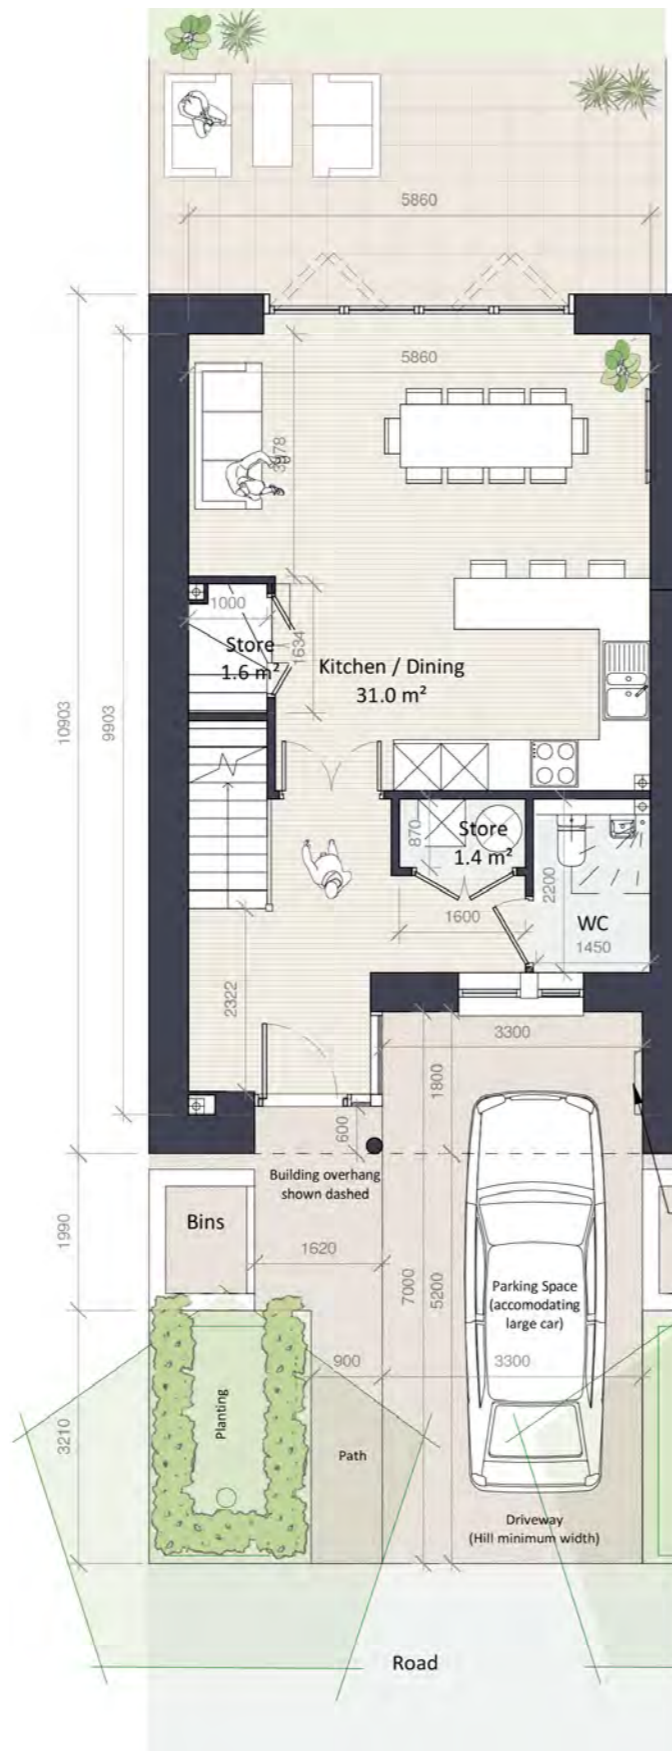 5860
5860
3878
1000
Store
1.6 m²
1634
Kitchen / Dining
31.0 m²
10903
9903
870
Store
1.4 m²
2200
WC
1600
1450
2322
3300
1800
600
Building overhang
shown dashed
Bins
1990
1620
7000
5200
Parking Space
(accomodating
large car)
900
3300
3210
Planting
Path
Driveway
(Hill minimum width)
Road